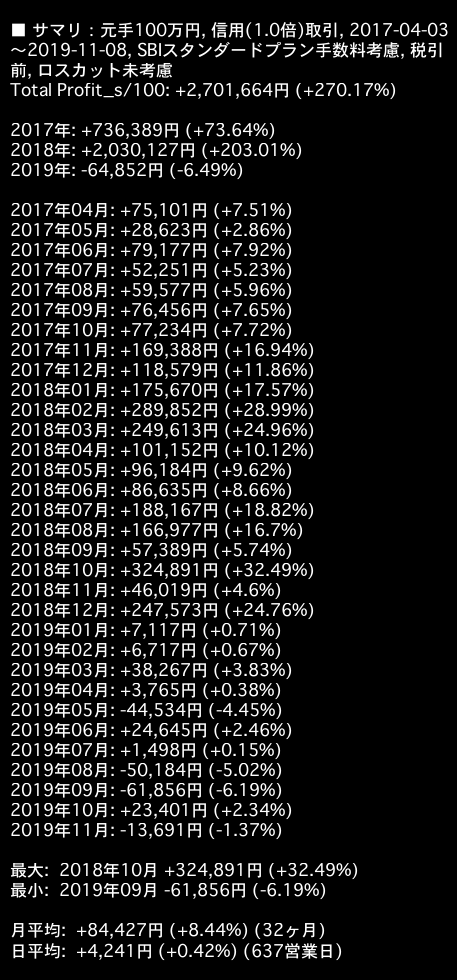 ■ サマリ：元手100万円, 信用(1.0倍)取引, 2017-04-03
〜2019-11-08, SBIスタンダードプラン手数料考慮, 税引
前, ロスカット未考慮
Total Profit_s/100: +2,701,664円 (+270.17%)
2017年: +736,389円 (+73.64%)
2018年: +2,030,127円 (+203.01%)
2019年: -64,852円 (-6.49%)
2017年04月: +75,101円 (+7.51%)
2017年05月: +28,623円 (+2.86%)
2017年06月: +79,177円 (+7.92%)
2017年07月: +52,251円 (+5.23%)
2017年08月: +59,577円 (+5.96%)
2017年09月: +76,456円 (+7.65%)
2017年10月: +77,234円 (+7.72%)
2017年11月: +169,388円 (+16.94%)
2017年12月: +118,579円 (+11.86%)
2018年01月: +175,670円 (+17.57%)
2018年02月: +289,852円 (+28.99%)
2018年03月: +249,613円 (+24.96%)
2018年04月: +101,152円 (+10.12%)
2018年05月: +96,184円 (+9.62%)
2018年06月: +86,635円 (+8.66%)
2018年07月: +188,167円 (+18.82%)
2018年08月: +166,977円 (+16.7%)
2018年09月: +57,389円 (+5.74%)
2018年10月: +324,891円 (+32.49%)
2018年11月: +46,019円 (+4.6%)
2018年12月: +247,573円 (+24.76%)
2019年01月: +7,117円 (+0.71%)
2019年02月: +6,717円 (+0.67%)
2019年03月: +38,267円 (+3.83%)
2019年04月: +3,765円 (+0.38%)
2019年05月: -44,534円 (-4.45%)
2019年06月: +24,645円 (+2.46%)
2019年07月: +1,498円 (+0.15%)
2019年08月: -50,184円 (-5.02%)
2019年09月: -61,856円 (-6.19%)
2019年10月: +23,401円 (+2.34%)
2019年11月: -13,691円 (-1.37%)
最大: 2018年10月 +324,891円 (+32.49%)
最小: 2019年09月 -61,856円 (-6.19%)
月平均: +84,427円 (+8.44%) (32ヶ月)
日平均: +4,241円 (+0.42%) (637営業日)